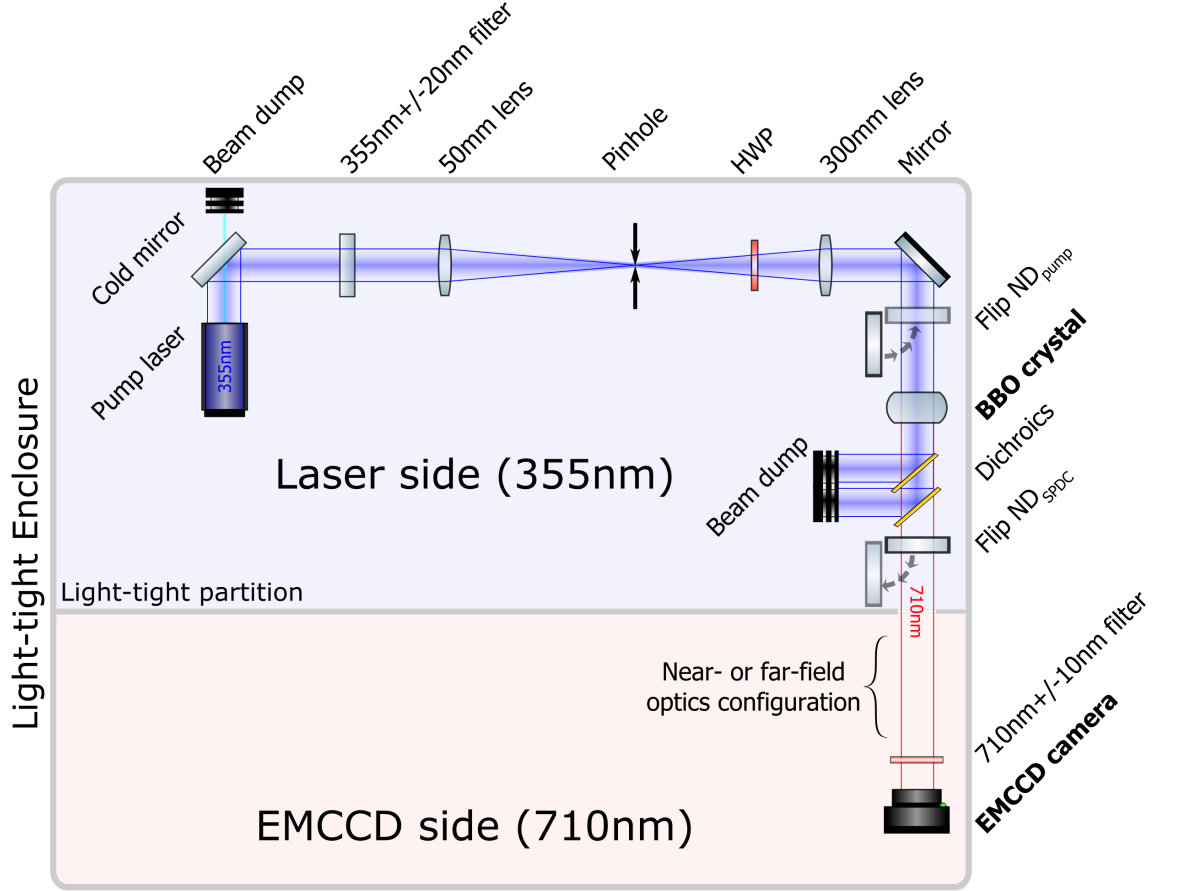 Beam dump
355nm+/-20nm filter
50mm lens
Pinhole
HWP
300mm lens
Mirror
Cold mirror
Pump laser
355nm
Flip ND pump
BBO crystal
Dichroics
Beam dump
Flip ND SPDC
Laser side (355nm)
Light-tight Enclosure
Light-tight partition
710nm
Near- or far-field
optics configuration
710nm+/-10nm filter
EMCCD camera
EMCCD side (710nm)